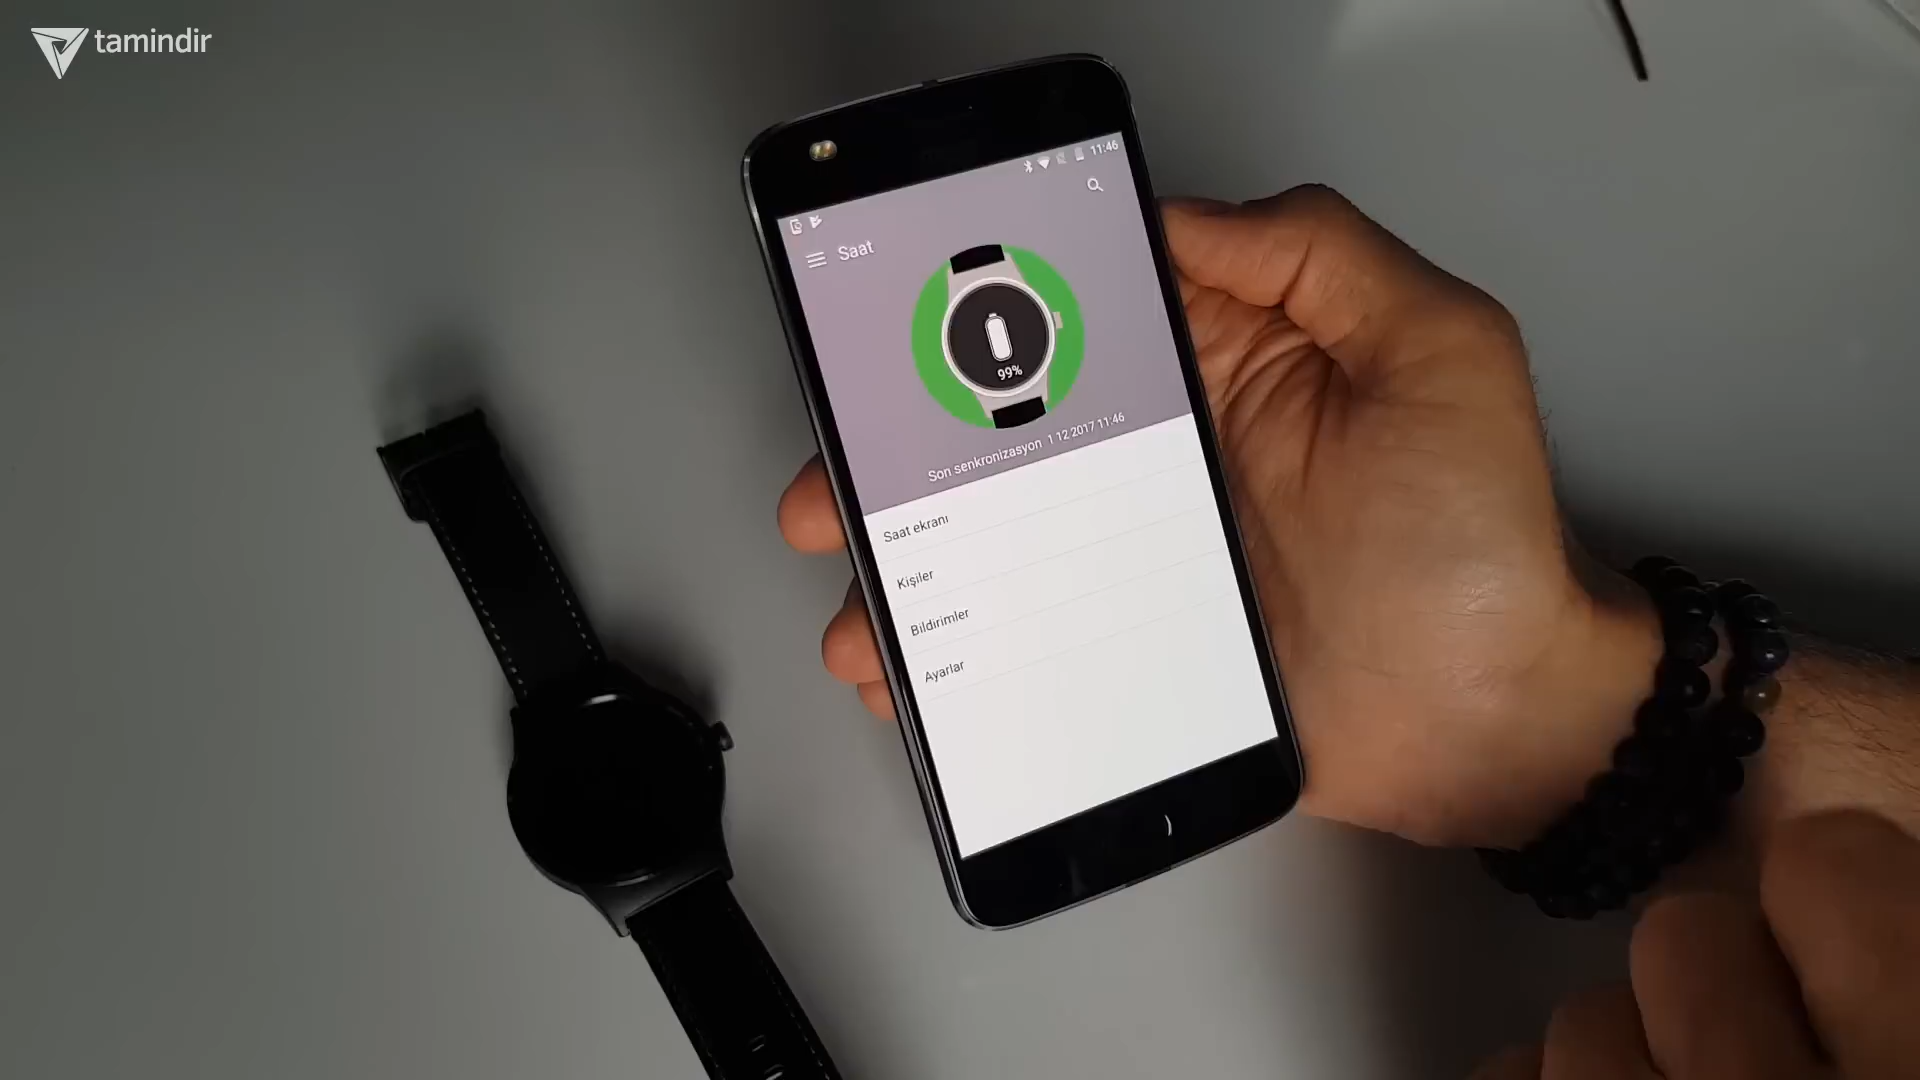 tamindir
11:46
Saat
99%
Son senkronizasyon 1 12 2017 11:46
Saat ekranı
Kişiler
Bildirimler
Ayarlar